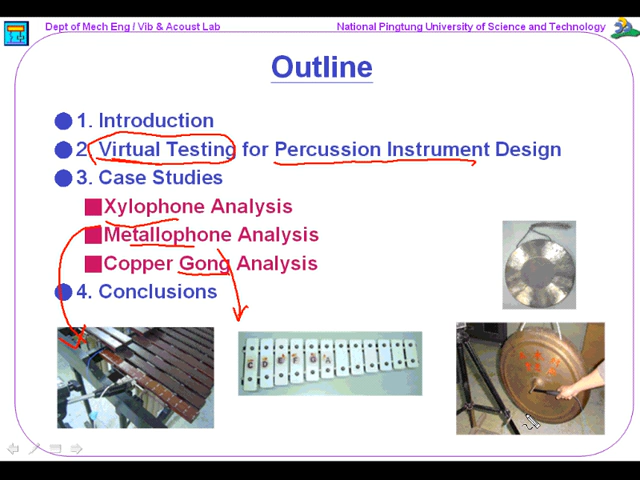 Dept of Mech Eng / Vib & Acoust Lab
National Pingtung University of Science and Technology
Outline
1. Introduction
2. Virtual Testing for Percussion Instrument Design
3. Case Studies
Xylophone Analysis
Metallophone Analysis
Copper Gong Analysis
4. Conclusions